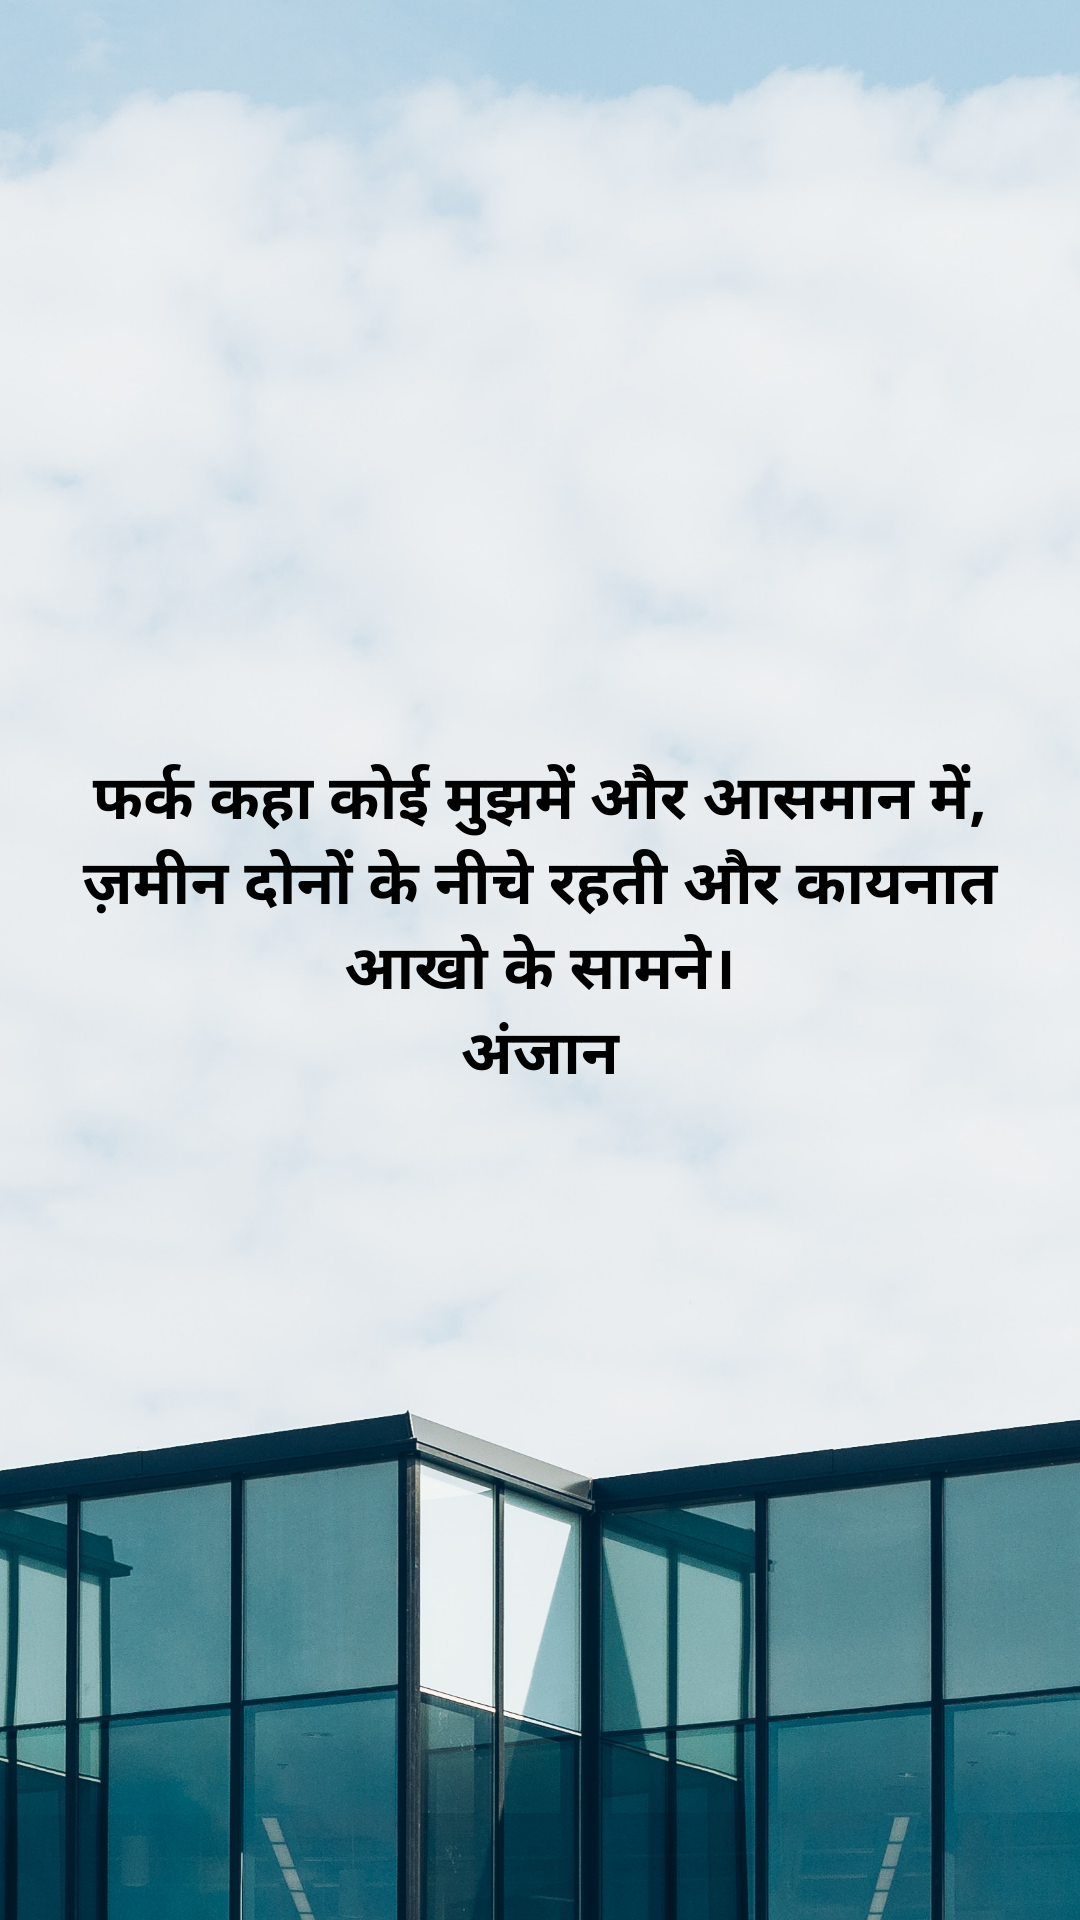 फर्क कहा कोई मुझमें और आसमान में,
ज़मीन दोनों के नीचे रहती और कायनात
आखो के सामने।
अंजान